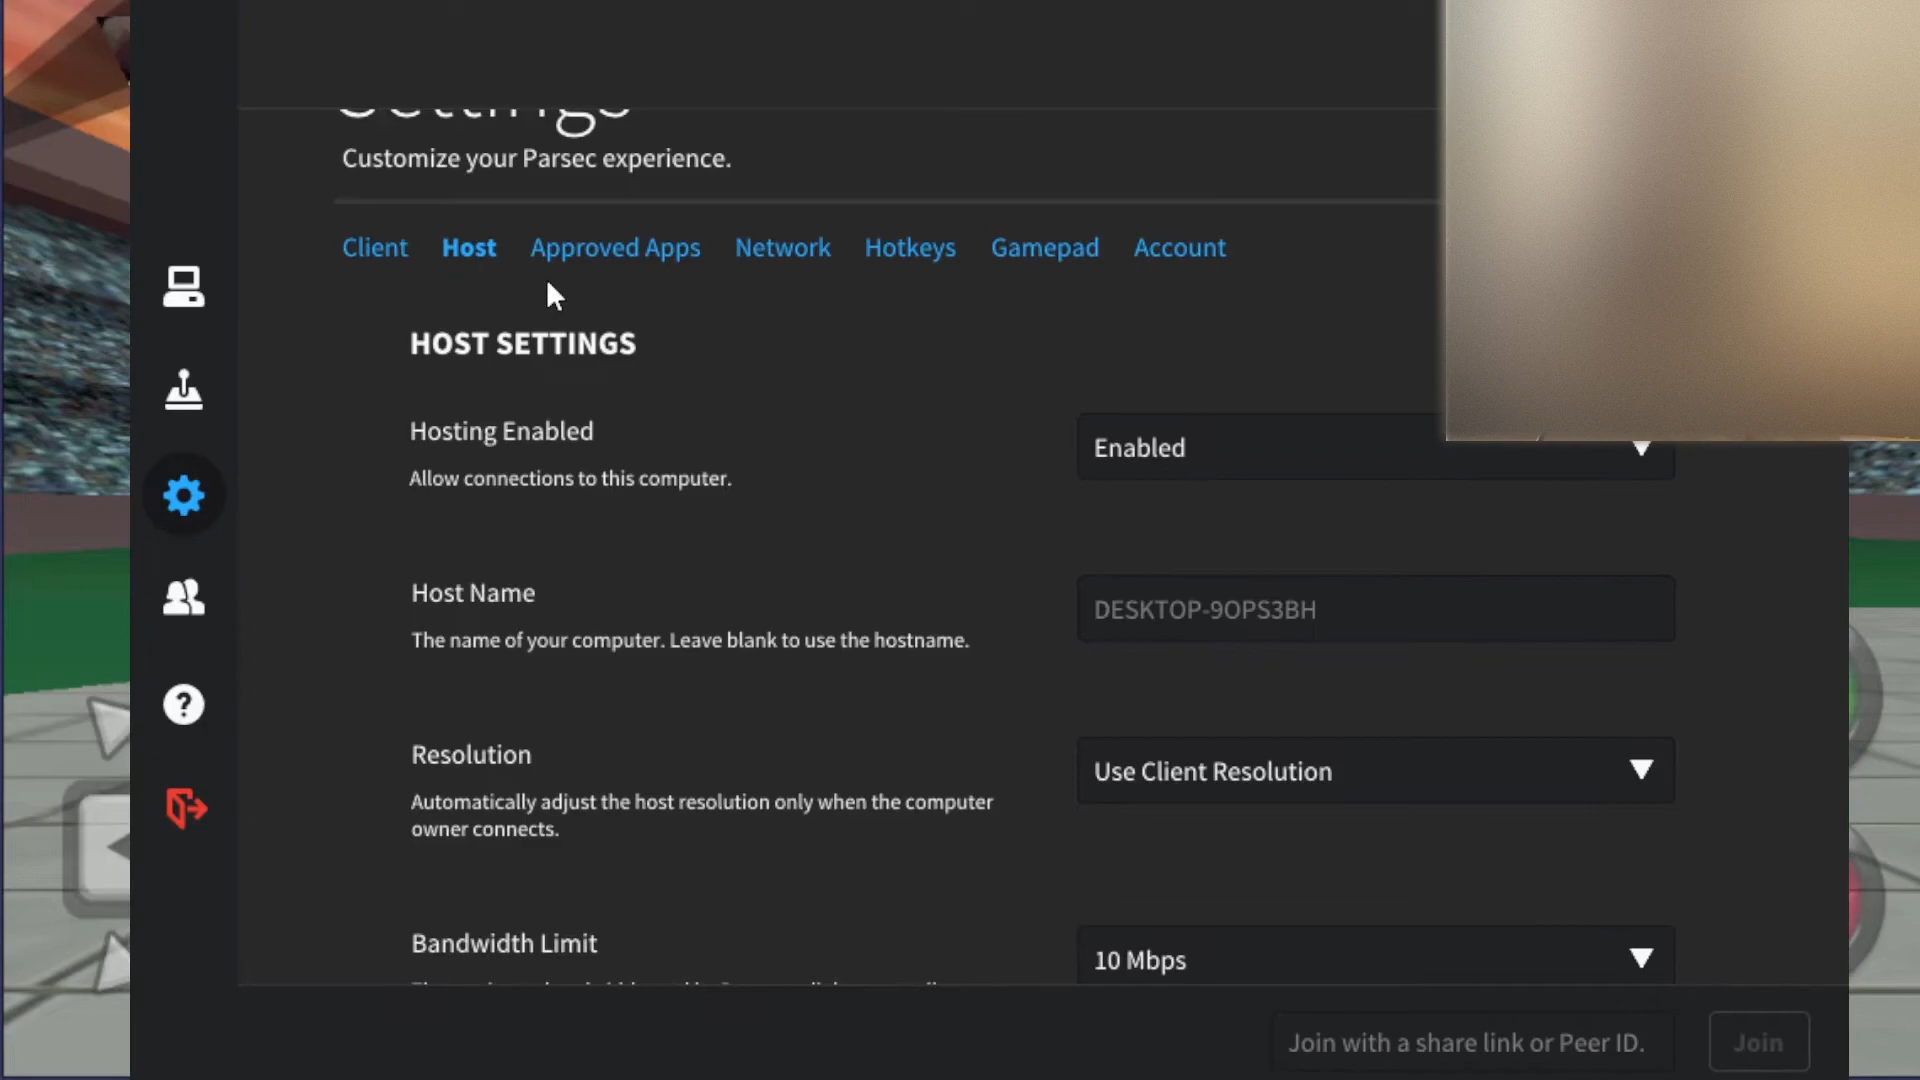 Settings
Customize your Parsec experience.
Client Host Approved Apps Network Hotkeys Gamepad Account
HOST SETTINGS
Hosting Enabled
Enabled
Allow connections to this computer.
Host Name
DESKTOP-9OPS3BH
The name of your computer. Leave blank to use the hostname.
Resolution
Use Client Resolution
Automatically adjust the host resolution only when the computer
owner connects.
Bandwidth Limit
10 Mbps
Join with a share link or Peer ID.
Join